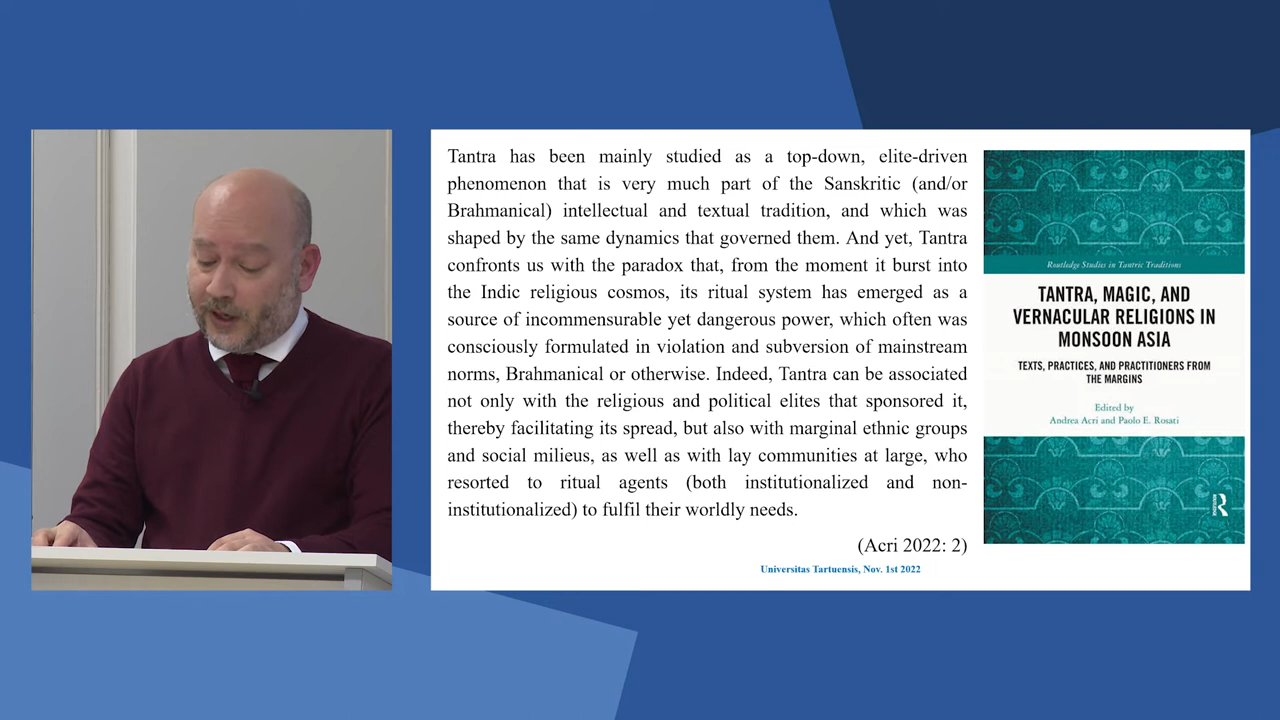 Tantra has been mainly studied as a top-down, elite-driven
phenomenon that is very much part of the Sanskritic (and/or
Brahmanical) intellectual and textual tradition, and which was
shaped by the same dynamics that governed them. And yet, Tantra
confronts us with the paradox that, from the moment it burst into
the Indic religious cosmos, its ritual system has emerged as a
source of incommensurable yet dangerous power, which often was
consciously formulated in violation and subversion of mainstream
norms, Brahmanical or otherwise. Indeed, Tantra can be associated
not only with the religious and political elites that sponsored it,
thereby facilitating its spread, but also with marginal ethnic groups
and social milieus, as well as with lay communities at large, who
resorted to ritual agents (both institutionalized and non-
institutionalized) to fulfil their worldly needs.
(Acri 2022: 2)
Universitas Tartuensis, Nov. 1st 2022
Routledge Studies in Tantric Traditions
TANTRA, MAGIC, AND
VERNACULAR RELIGIONS IN
MONSOON ASIA
TEXTS, PRACTICES, AND PRACTITIONERS FROM
THE MARGINS
Edited by
Andrea Acri and Paolo E. Rosati
ROUTLEDGE